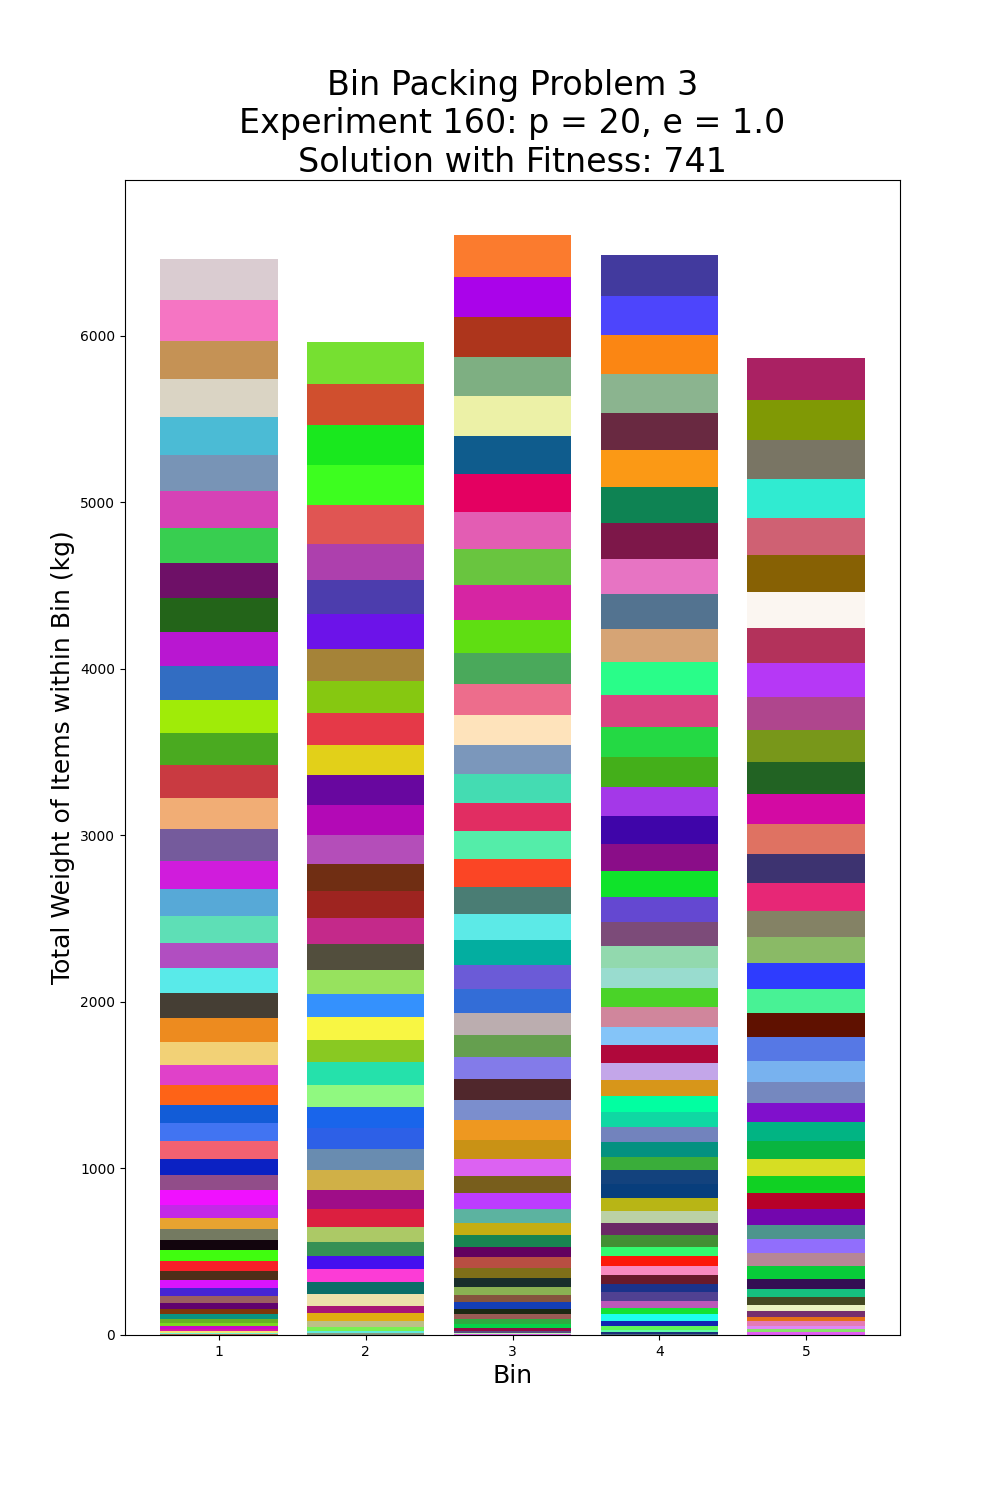 Bin Packing Problem 3
Experiment 160: p = 20, e = 1.0
Solution with Fitness: 741
Total Weight of Items within Bin (kg)
6000
5000
4000
3000
2000
1000
0
1 2 3 4 5
Bin